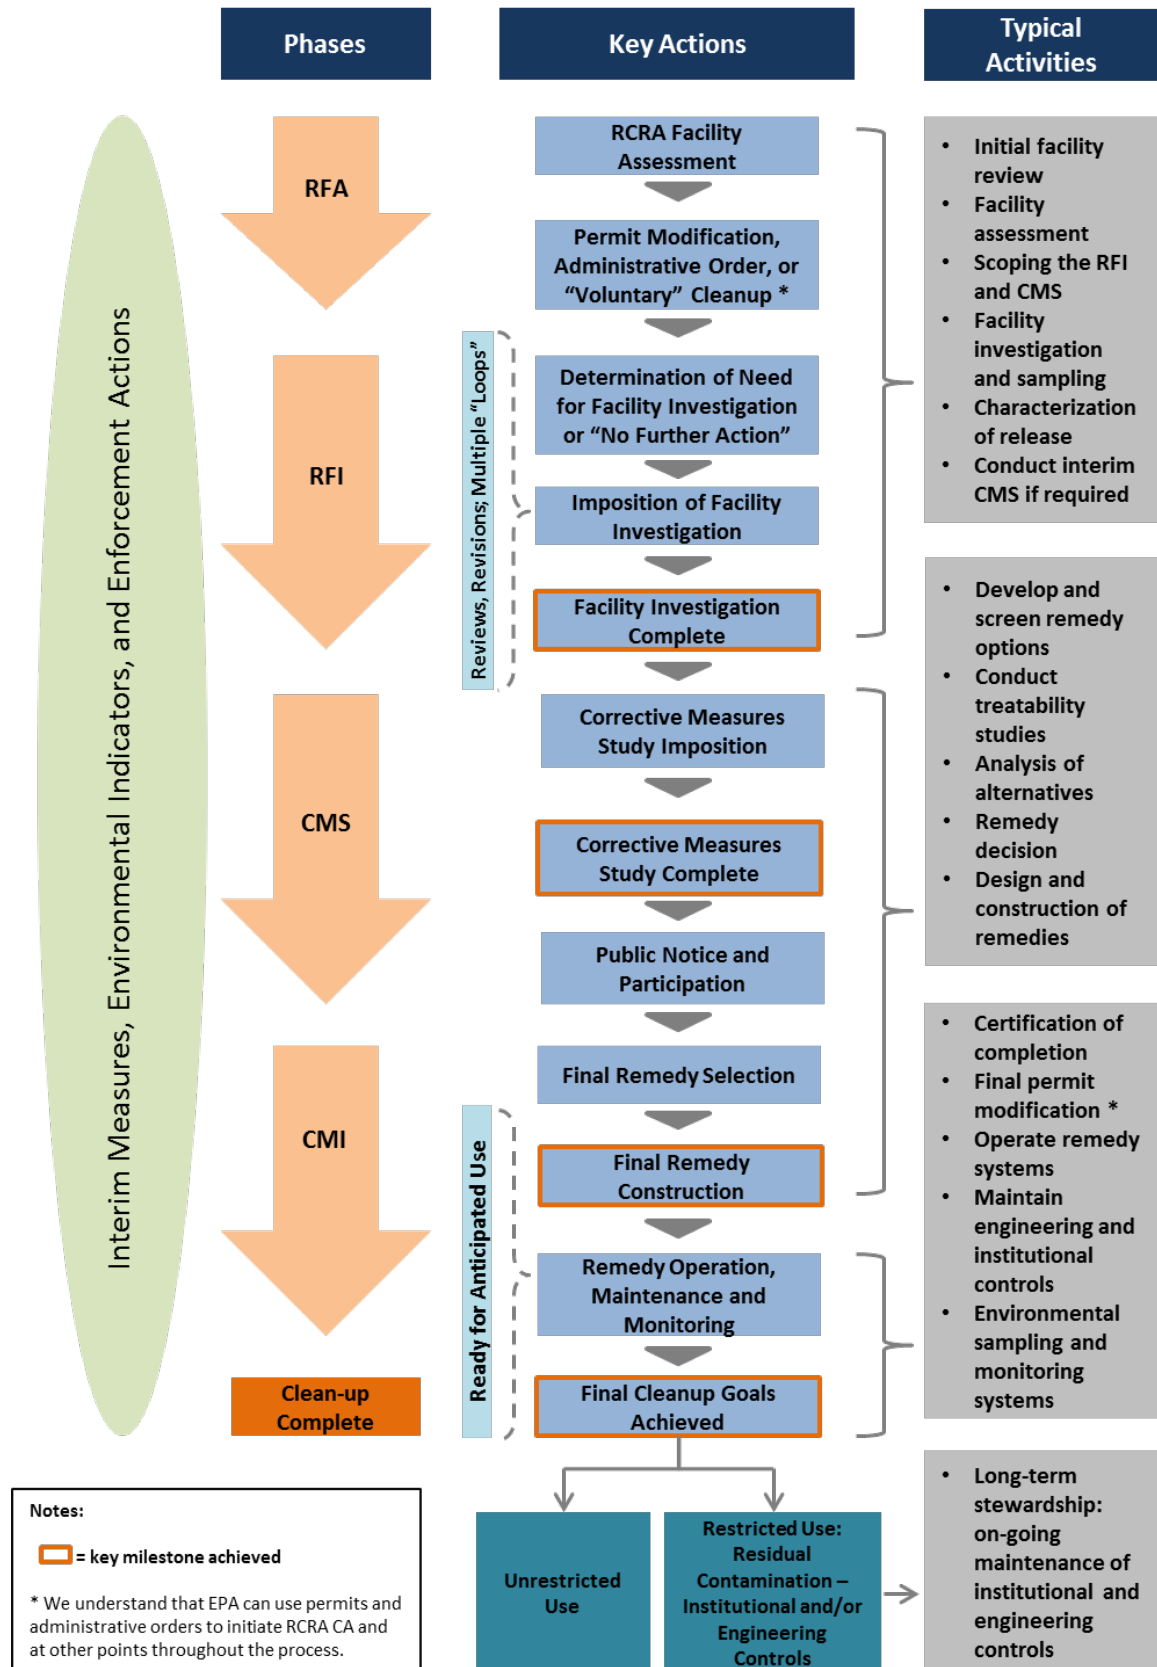 Phases
Key Actions
Typical
Activities
Interim Measures, Environmental Indicators, and Enforcement Actions
RFA
RFI
CMS
CMI
Clean-up
Complete
Reviews, Revisions; Multiple “Loops”
Ready for Anticipated Use
RCRA Facility
Assessment
Permit Modification,
Administrative Order, or
“Voluntary” Cleanup *
Determination of Need
for Facility Investigation
or “No Further Action”
Imposition of Facility
Investigation
Facility Investigation
Complete
Corrective Measures
Study Imposition
Corrective Measures
Study Complete
Public Notice and
Participation
Final Remedy Selection
Final Remedy
Construction
Remedy Operation,
Maintenance and
Monitoring
Final Cleanup Goals
Achieved
Unrestricted
Use
Restricted Use:
Residual
Contamination –
Institutional and/or
Engineering
Controls
• Initial facility
review
• Facility
assessment
• Scoping the RFI
and CMS
• Facility
investigation
and sampling
• Characterization
of release
• Conduct interim
CMS if required
• Develop and
screen remedy
options
• Conduct
treatability
studies
• Analysis of
alternatives
• Remedy
decision
• Design and
construction of
remedies
• Certification of
completion
• Final permit
modification *
• Operate remedy
systems
• Maintain
engineering and
institutional
controls
• Environmental
sampling and
monitoring
systems
• Long-term
stewardship:
on-going
maintenance of
institutional and
engineering
controls
Notes:
= key milestone achieved
* We understand that EPA can use permits and
administrative orders to initiate RCRA CA and
at other points throughout the process.